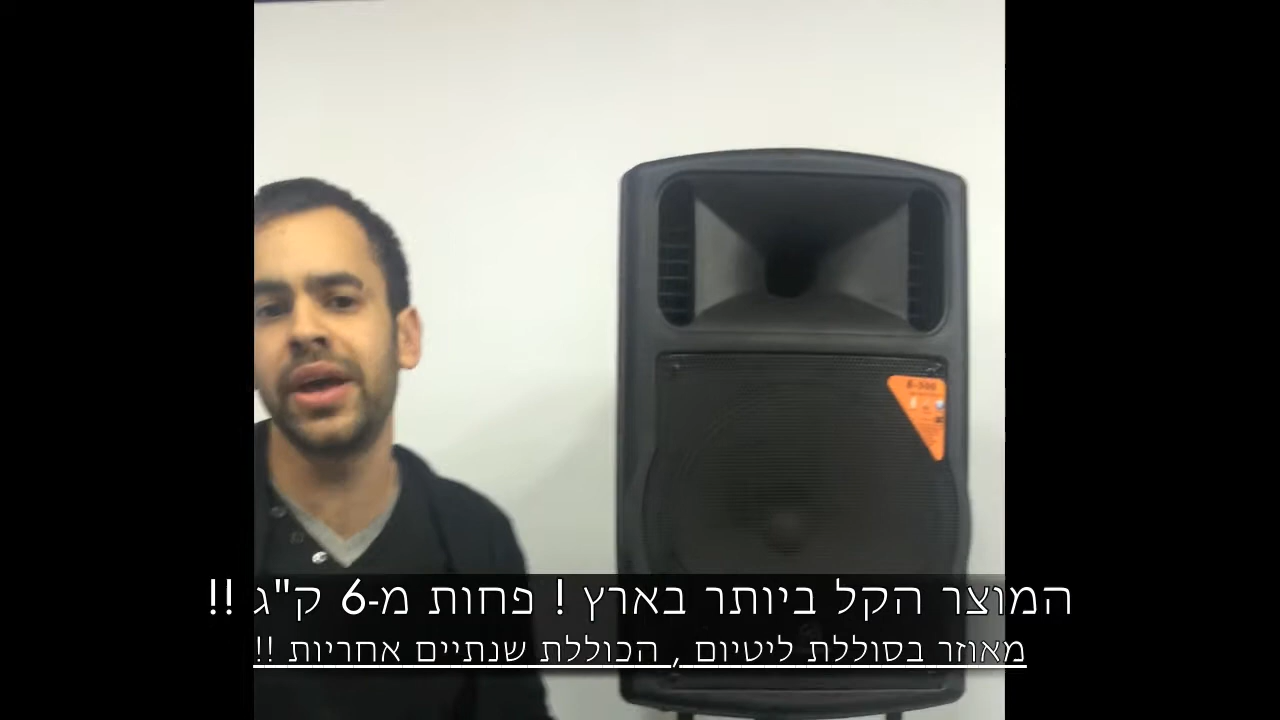 המוצר הקל ביותר בארץ ! פחות מ-6 ק"ג !!
מאוזר בסוללת ליטיום , הכוללת שנתיים אחריות !!